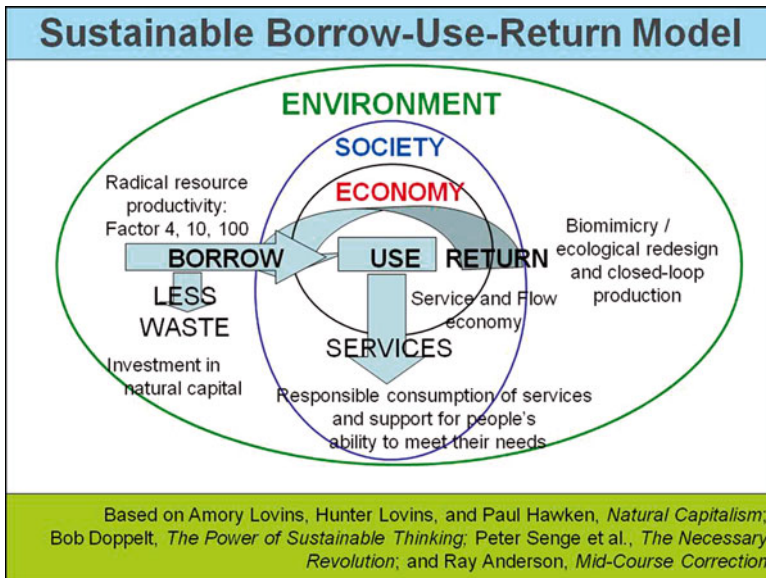 Sustainable Borrow-Use-Return Model
ENVIRONMENT
SOCIETY
ECONOMY
Radical resource
productivity:
Factor 4, 10, 100
BORROW
USE
RETURN
Biomimicry /
ecological redesign
and closed-loop
production
LESS
WASTE
Service and Flow
economy
SERVICES
Investment in
natural capital
Responsible consumption of services
and support for people's
ability to meet their needs
Based on Amory Lovins, Hunter Lovins, and Paul Hawken, Natural Capitalism;
Bob Doppelt, The Power of Sustainable Thinking; Peter Senge et al., The Necessary
Revolution; and Ray Anderson, Mid-Course Correction